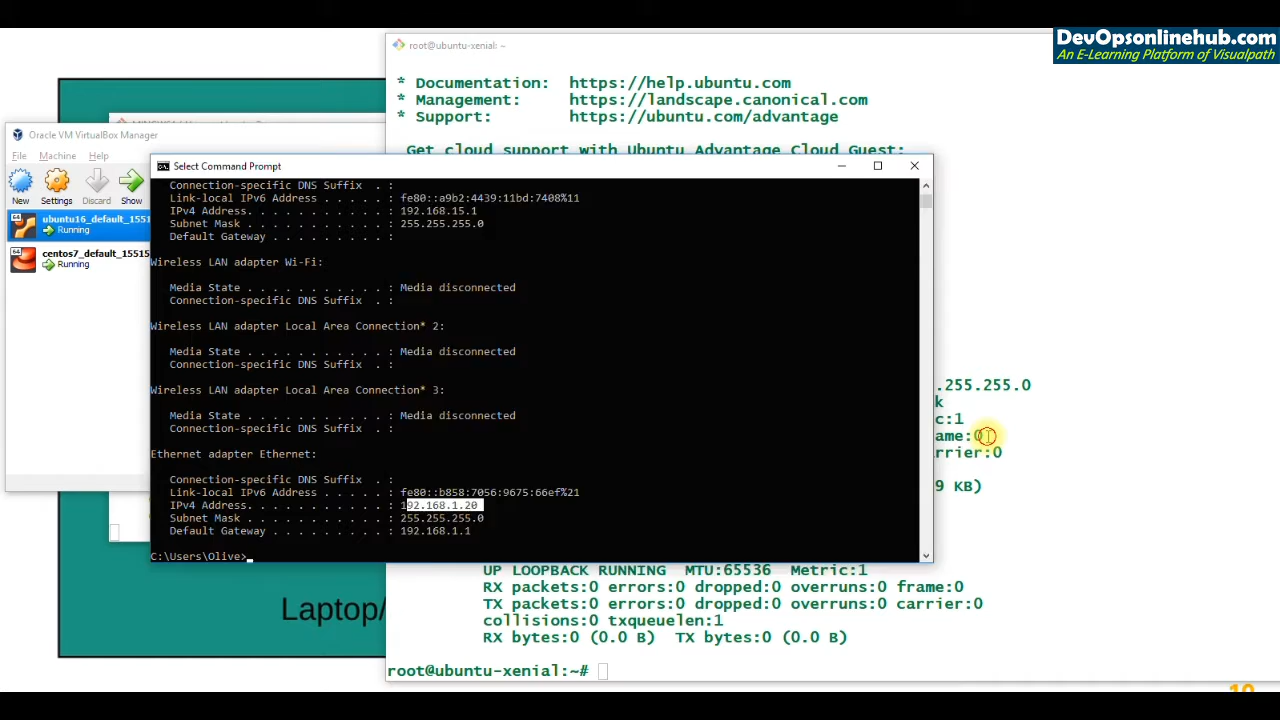 DevOpsonlinehub.com
An E-Learning Platform of Visualpath
root@ubuntu-xenial: ~
* Documentation:  https://help.ubuntu.com
* Management:     https://landscape.canonical.com
* Support:        https://ubuntu.com/advantage
Get cloud support with Ubuntu Advantage Cloud Guest:
Oracle VM VirtualBox Manager
File Machine Help
New Settings Discard Show
ubuntu16_default_1551
Running
centos7_default_15515
Running
Select Command Prompt
Connection-specific DNS Suffix  . :
Link-local IPv6 Address . . . . . : fe80::a9b2:4439:11bd:7408%11
IPv4 Address. . . . . . . . . . . : 192.168.15.1
Subnet Mask . . . . . . . . . . . : 255.255.255.0
Default Gateway . . . . . . . . . :
Wireless LAN adapter Wi-Fi:
Media State . . . . . . . . . . . : Media disconnected
Connection-specific DNS Suffix  . :
Wireless LAN adapter Local Area Connection* 2:
Media State . . . . . . . . . . . : Media disconnected
Connection-specific DNS Suffix  . :
Wireless LAN adapter Local Area Connection* 3:
Media State . . . . . . . . . . . : Media disconnected
Connection-specific DNS Suffix  . :
Ethernet adapter Ethernet:
Connection-specific DNS Suffix  . :
Link-local IPv6 Address . . . . . : fe80::b858:7056:9675:66ef%21
IPv4 Address. . . . . . . . . . . : 192.168.1.20
Subnet Mask . . . . . . . . . . . : 255.255.255.0
Default Gateway . . . . . . . . . : 192.168.1.1
C:\Users\Olive>
.255.255.0
k
c:1
ame:0
rrier:0
9 KB)
UP LOOPBACK RUNNING  MTU:65536  Metric:1
RX packets:0 errors:0 dropped:0 overruns:0 frame:0
TX packets:0 errors:0 dropped:0 overruns:0 carrier:0
collisions:0 txqueuelen:1
RX bytes:0 (0.0 B)  TX bytes:0 (0.0 B)
root@ubuntu-xenial:~#
Laptop/